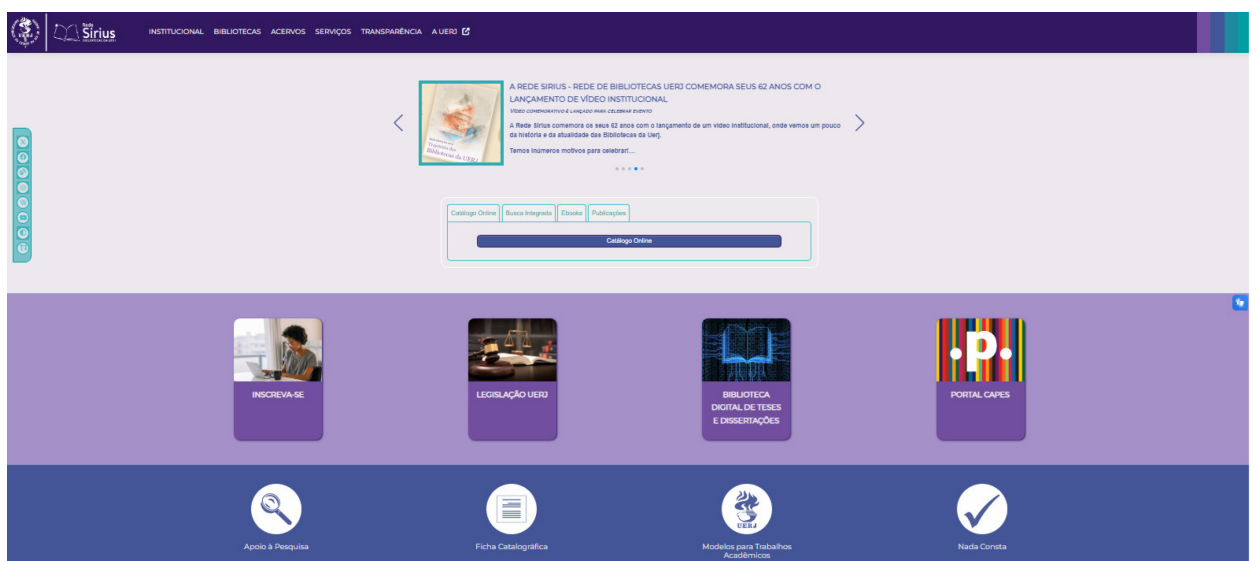 Rede
Sirius
INSTITUCIONAL BIBLIOTECAS ACERVOS SERVIÇOS TRANSPARÊNCIA A UERJ
A REDE SIRIUS - REDE DE BIBLIOTECAS UERJ COMEMORA SEUS 62 ANOS COM O
LANÇAMENTO DE VÍDEO INSTITUCIONAL
VÍDEO COMEMORATIVO É LANÇADO PARA CELEBRAR EVENTO
A Rede Sirius comemora os seus 62 anos com o lançamento de um vídeo institucional, onde vemos um pouco
da história e da atualidade das Bibliotecas da Uerj.
Temos inúmeros motivos para celebrar!...
Bibliotecas da UERJ
Catálogo Online Busca Integrada Ebooks Publicações
Catálogo Online
INSCREVA-SE
LEGISLAÇÃO UERJ
BIBLIOTECA
DIGITAL DE TESES
E DISSERTAÇÕES
.p.
PORTAL CAPES
Apoio à Pesquisa
Ficha Catalográfica
UERJ
Modelos para Trabalhos
Acadêmicos
Nada Consta